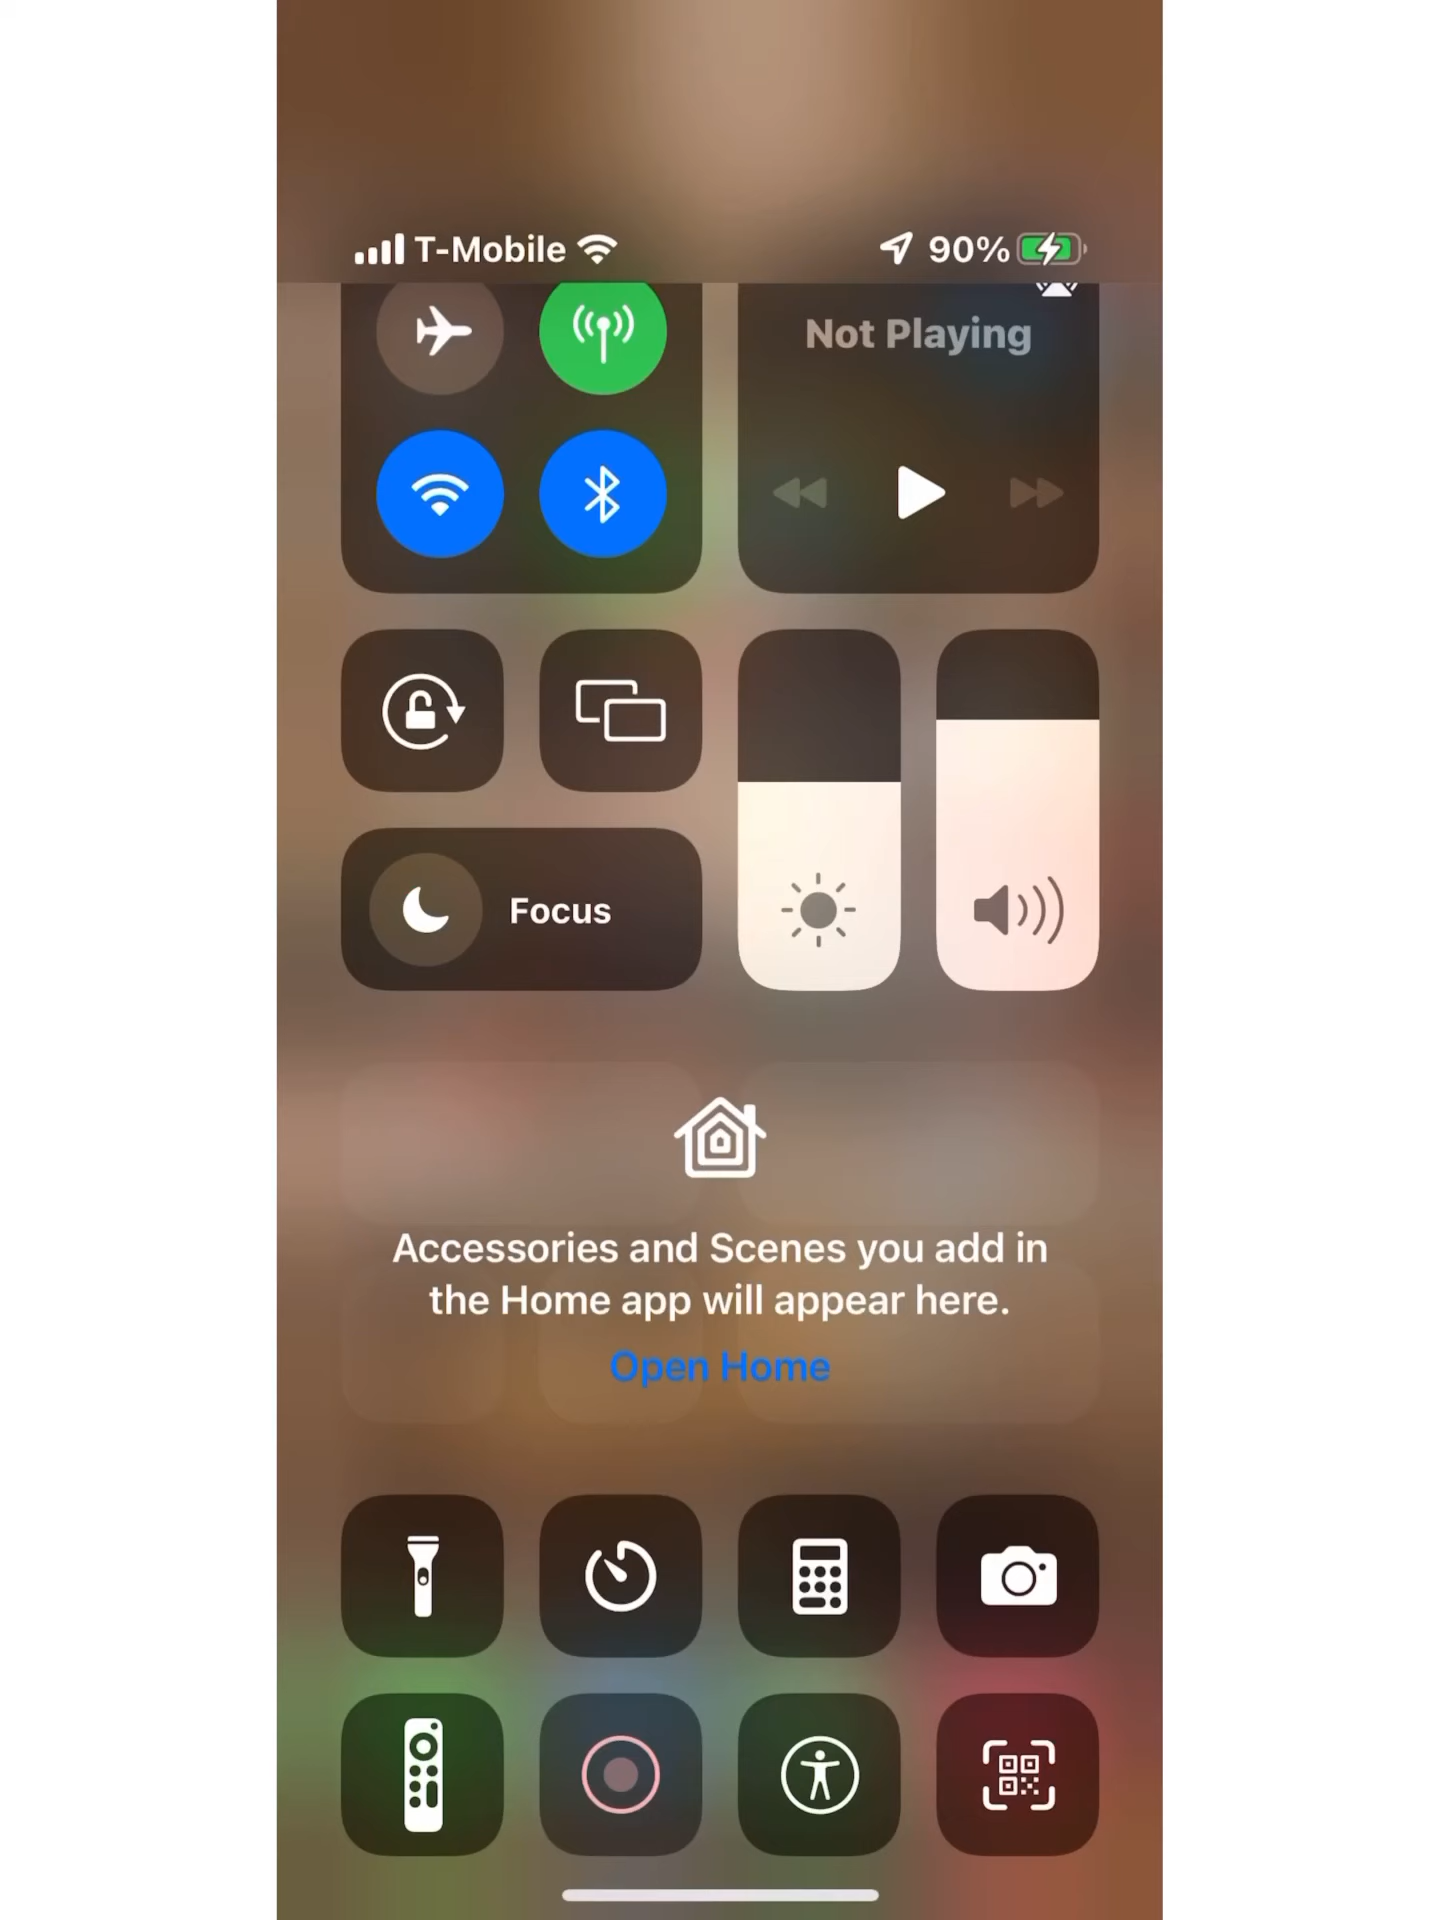 T-Mobile 90%
Not Playing
Focus
Accessories and Scenes you add in
the Home app will appear here.
Open Home